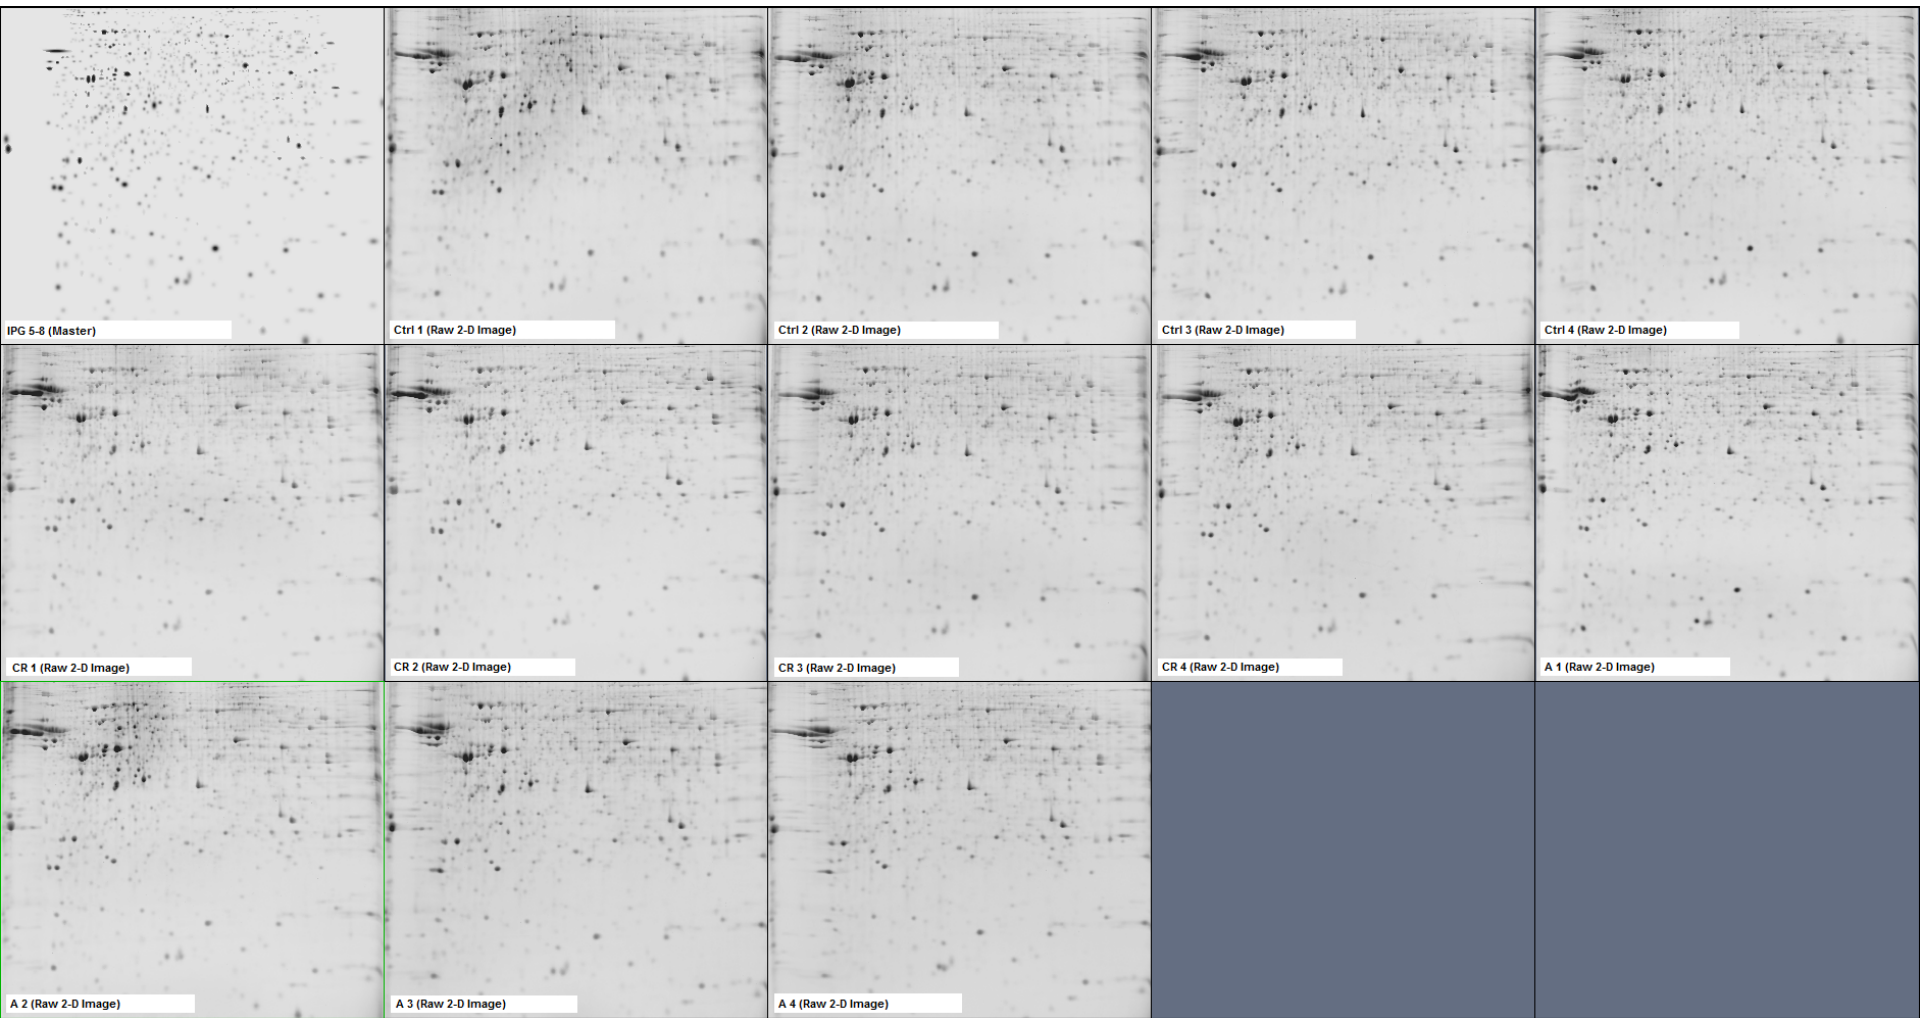 IPG 5-8 (Master)
Ctrl 1 (Raw 2-D Image)
Ctrl 2 (Raw 2-D Image)
Ctrl 3 (Raw 2-D Image)
Ctrl 4 (Raw 2-D Image)
CR 1 (Raw 2-D Image)
CR 2 (Raw 2-D Image)
CR 3 (Raw 2-D Image)
CR 4 (Raw 2-D Image)
A 1 (Raw 2-D Image)
A 2 (Raw 2-D Image)
A 3 (Raw 2-D Image)
A 4 (Raw 2-D Image)